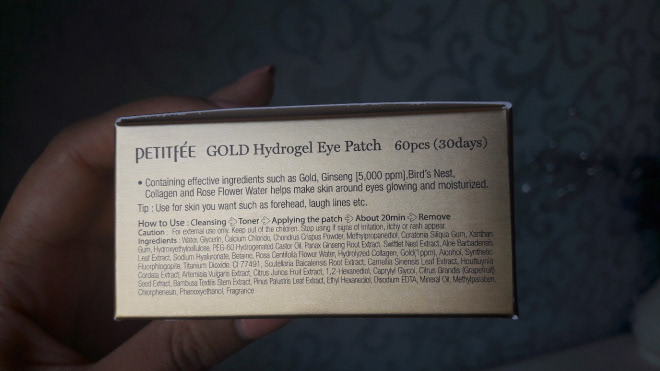 PETITFÉE GOLD Hydrogel Eye Patch 60pcs (30days)
• Containing effective ingredients such as Gold, Ginseng [5,000 ppm],Bird's Nest,
Collagen and Rose Flower Water helps make skin around eyes glowing and moisturized.
Tip : Use for skin you want such as forehead, laugh lines etc.
How to Use : Cleansing Toner Applying the patch About 20min Remove
Caution : For external use only. Keep out of the children. Stop using if signs of irritation, itchy or rash appear.
Ingredients : Water, Glycerin, Calcium Chloride, Chondrus Crispus Powder, Methylpropanediol, Ceratonia Siliqua Gum, Xanthan
Gum, Hydroxyethylcellulose, PEG-60 Hydrogenated Castor Oil, Panax Ginseng Root Extract, Swiftlet Nest Extract, Aloe Barbadensis
Leaf Extract, Sodium Hyaluronate, Betaine, Rosa Centifolia Flower Water, Hydrolyzed Collagen, Gold(1ppm), Alcohol, Synthetic
Fluorphlogopite, Titanium Dioxide, CI 77491, Scutellaria Baicalensis Root Extract, Camellia Sinensis Leaf Extract, Houttuynia
Cordata Extract, Artemisia Vulgaris Extract, Citrus Junos Fruit Extract, 1,2-Hexanediol, Caprylyl Glycol, Citrus Grandis (Grapefruit)
Seed Extract, Bambusa Textilis Stem Extract, Pinus Palustris Leaf Extract, Ethyl Hexanediol, Disodium EDTA, Mineral Oil, Methylparaben,
Chlorphenesin, Phenoxyethanol, Fragrance